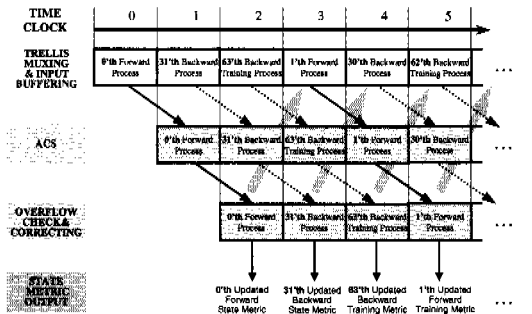 TIME
CLOCK
0 1 2 3 4 5
TRELLIS
MUXING
& INPUT
BUFFERING
0'th Forward
Process
31'th Backward
Process
63'th Backward
Training Process
1'th Forward
Process
30'th Backward
Process
62'th Backward
Training Process
...
ACS
0'th Forward
Process
31'th Backward
Process
63'th Backward
Training Process
1'th Forward
Process
30'th Backward
Process
...
OVERFLOW
CHECK &
CORRECTING
0'th Forward
Process
31'th Backward
Process
63'th Backward
Training Process
1'th Forward
Process
...
STATE
METRIC
OUTPUT
0'th Updated
Forward
State Metric
31'th Updated
Backward
State Metric
63'th Updated
Backward
Training Metric
1'th Updated
Forward
Training Metric
...